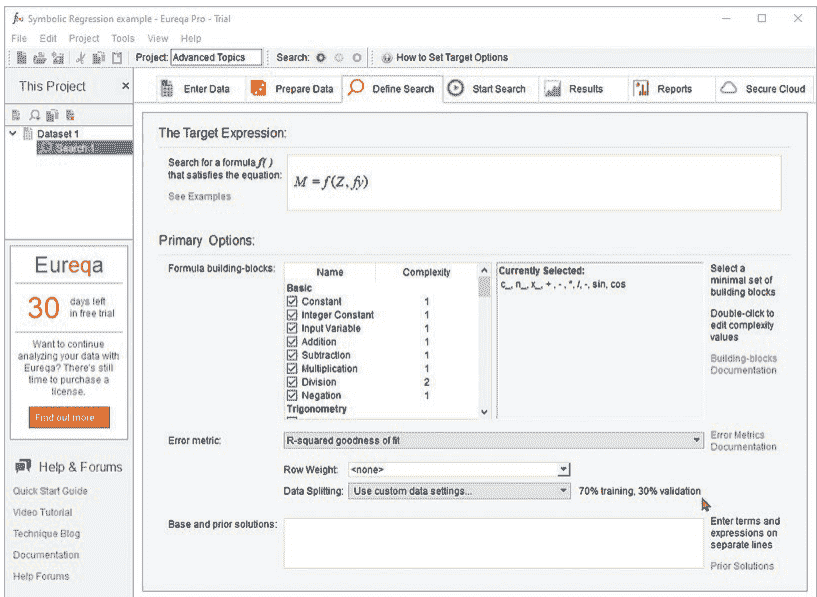 Symbolic Regression example - Eureqa Pro - Trial
File Edit Project Tools View Help
Project: Advanced Topics Search: How to Set Target Options
This Project ×
Enter Data Prepare Data Define Search Start Search Results Reports Secure Cloud
Dataset 1
Search 1
Eureqa
30 days left
in free trial
Want to continue
analyzing your data with
Eureqa? There's still
time to purchase a
license.
Find out more
Help & Forums
Quick Start Guide
Video Tutorial
Technique Blog
Documentation
Help Forums
The Target Expression:
Search for a formula f( )
that satisfies the equation:
See Examples
M = f(Z, fy)
Primary Options:
Formula building-blocks:
Name Complexity
Basic
Constant 1
Integer Constant 1
Input Variable 1
Addition 1
Subtraction 1
Multiplication 1
Division 2
Negation 1
Trigonometry
Currently Selected:
c_, n_, x_, + , - , *, /, -, sin, cos
Select a
minimal set of
building blocks
Double-click to
edit complexity
values
Building-blocks
Documentation
Error metric: R-squared goodness of fit
Error Metrics
Documentation
Row Weight: <none>
Data Splitting: Use custom data settings... 70% training, 30% validation
Base and prior solutions:
Enter terms and
expressions on
separate lines
Prior Solutions